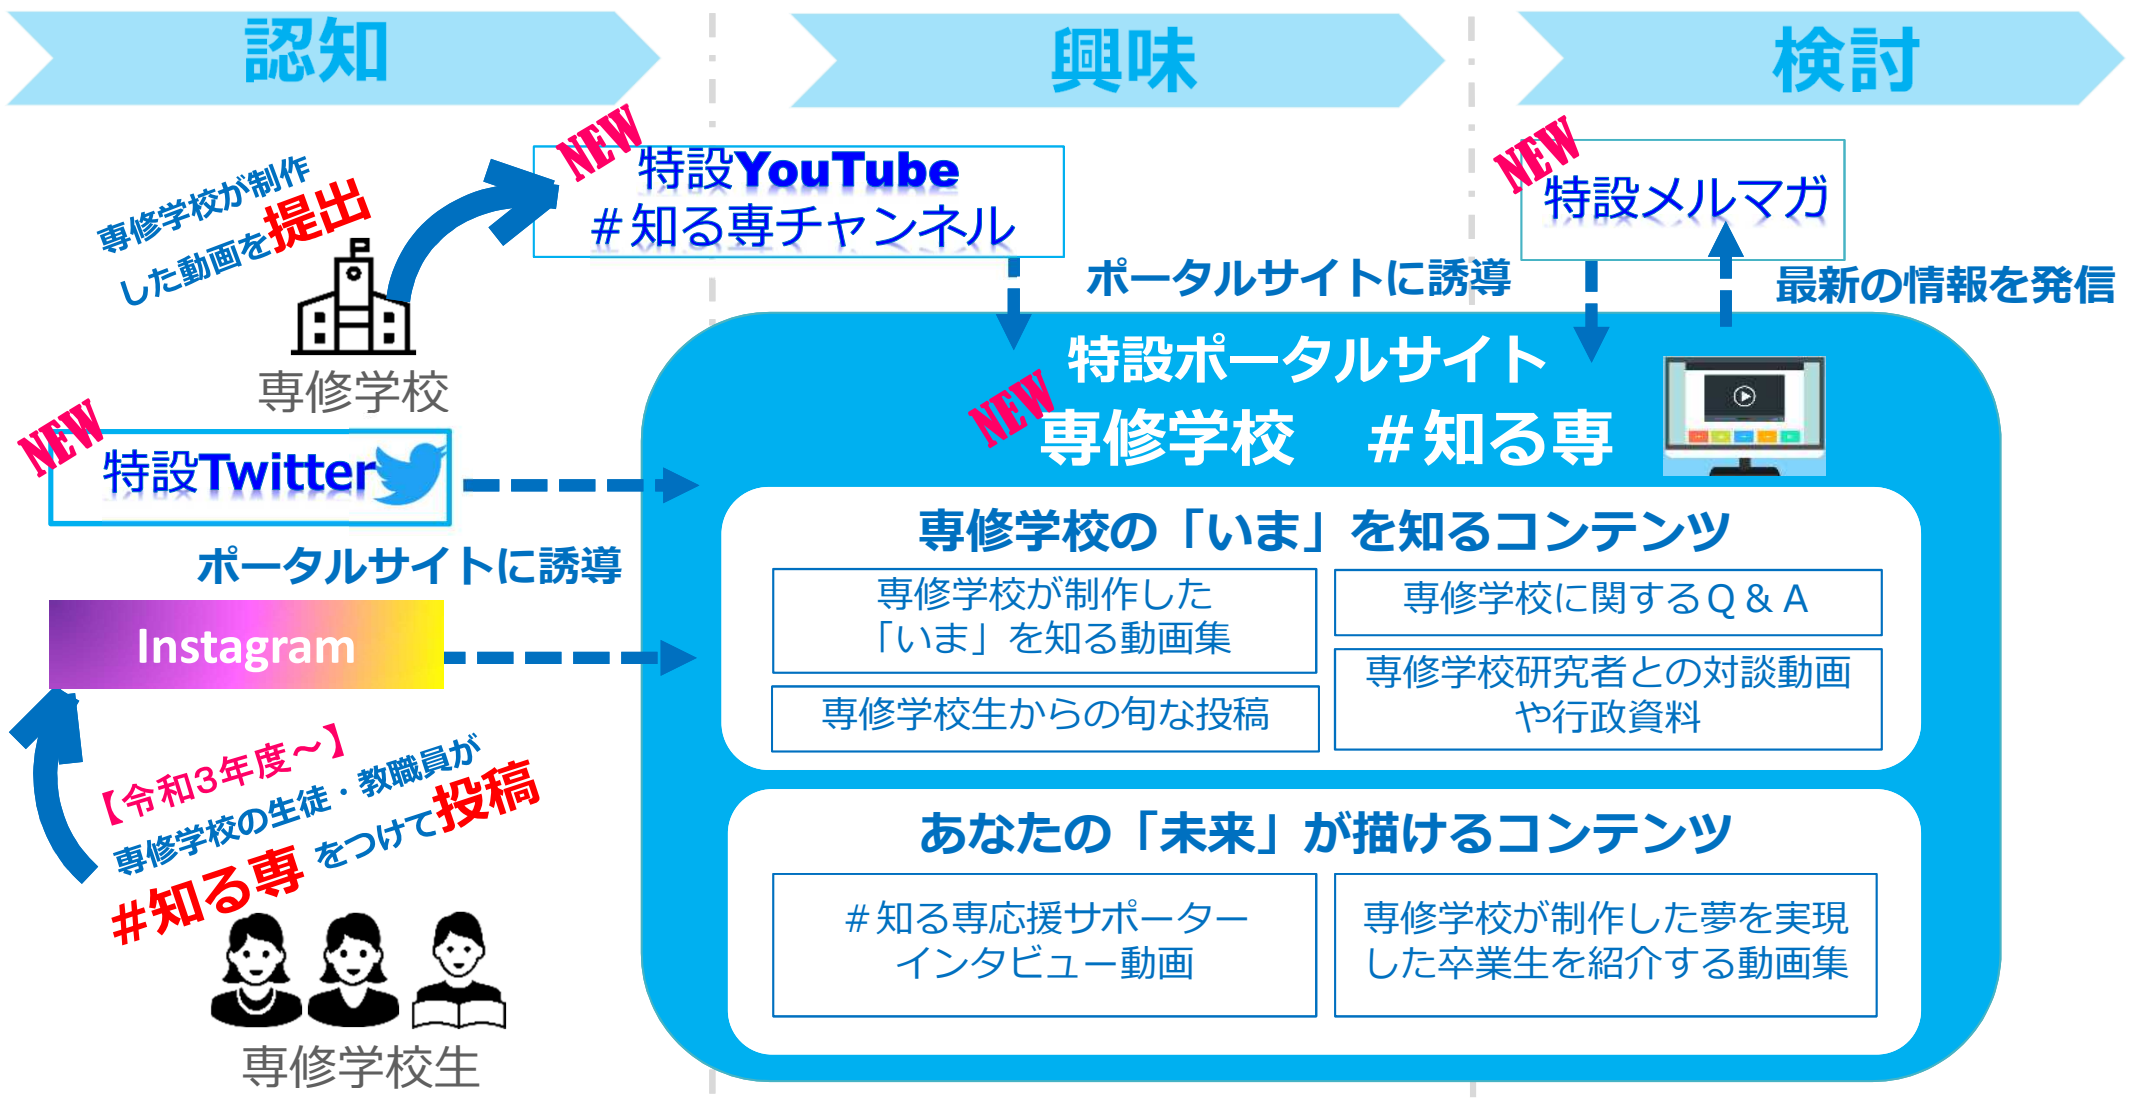 認知
興味
検討
専修学校が制作
した動画を提出
専修学校
NEW
特設YouTube
＃知る専チャンネル
NEW
特設メルマガ
ポータルサイトに誘導
最新の情報を発信
NEW
特設Twitter
ポータルサイトに誘導
Instagram
【令和3年度～】
専修学校の生徒・教職員が
#知る専 をつけて投稿
専修学校生
特設ポータルサイト
NEW
専修学校　＃知る専
専修学校の「いま」を知るコンテンツ
専修学校が制作した
「いま」を知る動画集
専修学校生からの旬な投稿
専修学校に関するＱ＆Ａ
専修学校研究者との対談動画
や行政資料
あなたの「未来」が描けるコンテンツ
＃知る専応援サポーター
インタビュー動画
専修学校が制作した夢を実現
した卒業生を紹介する動画集